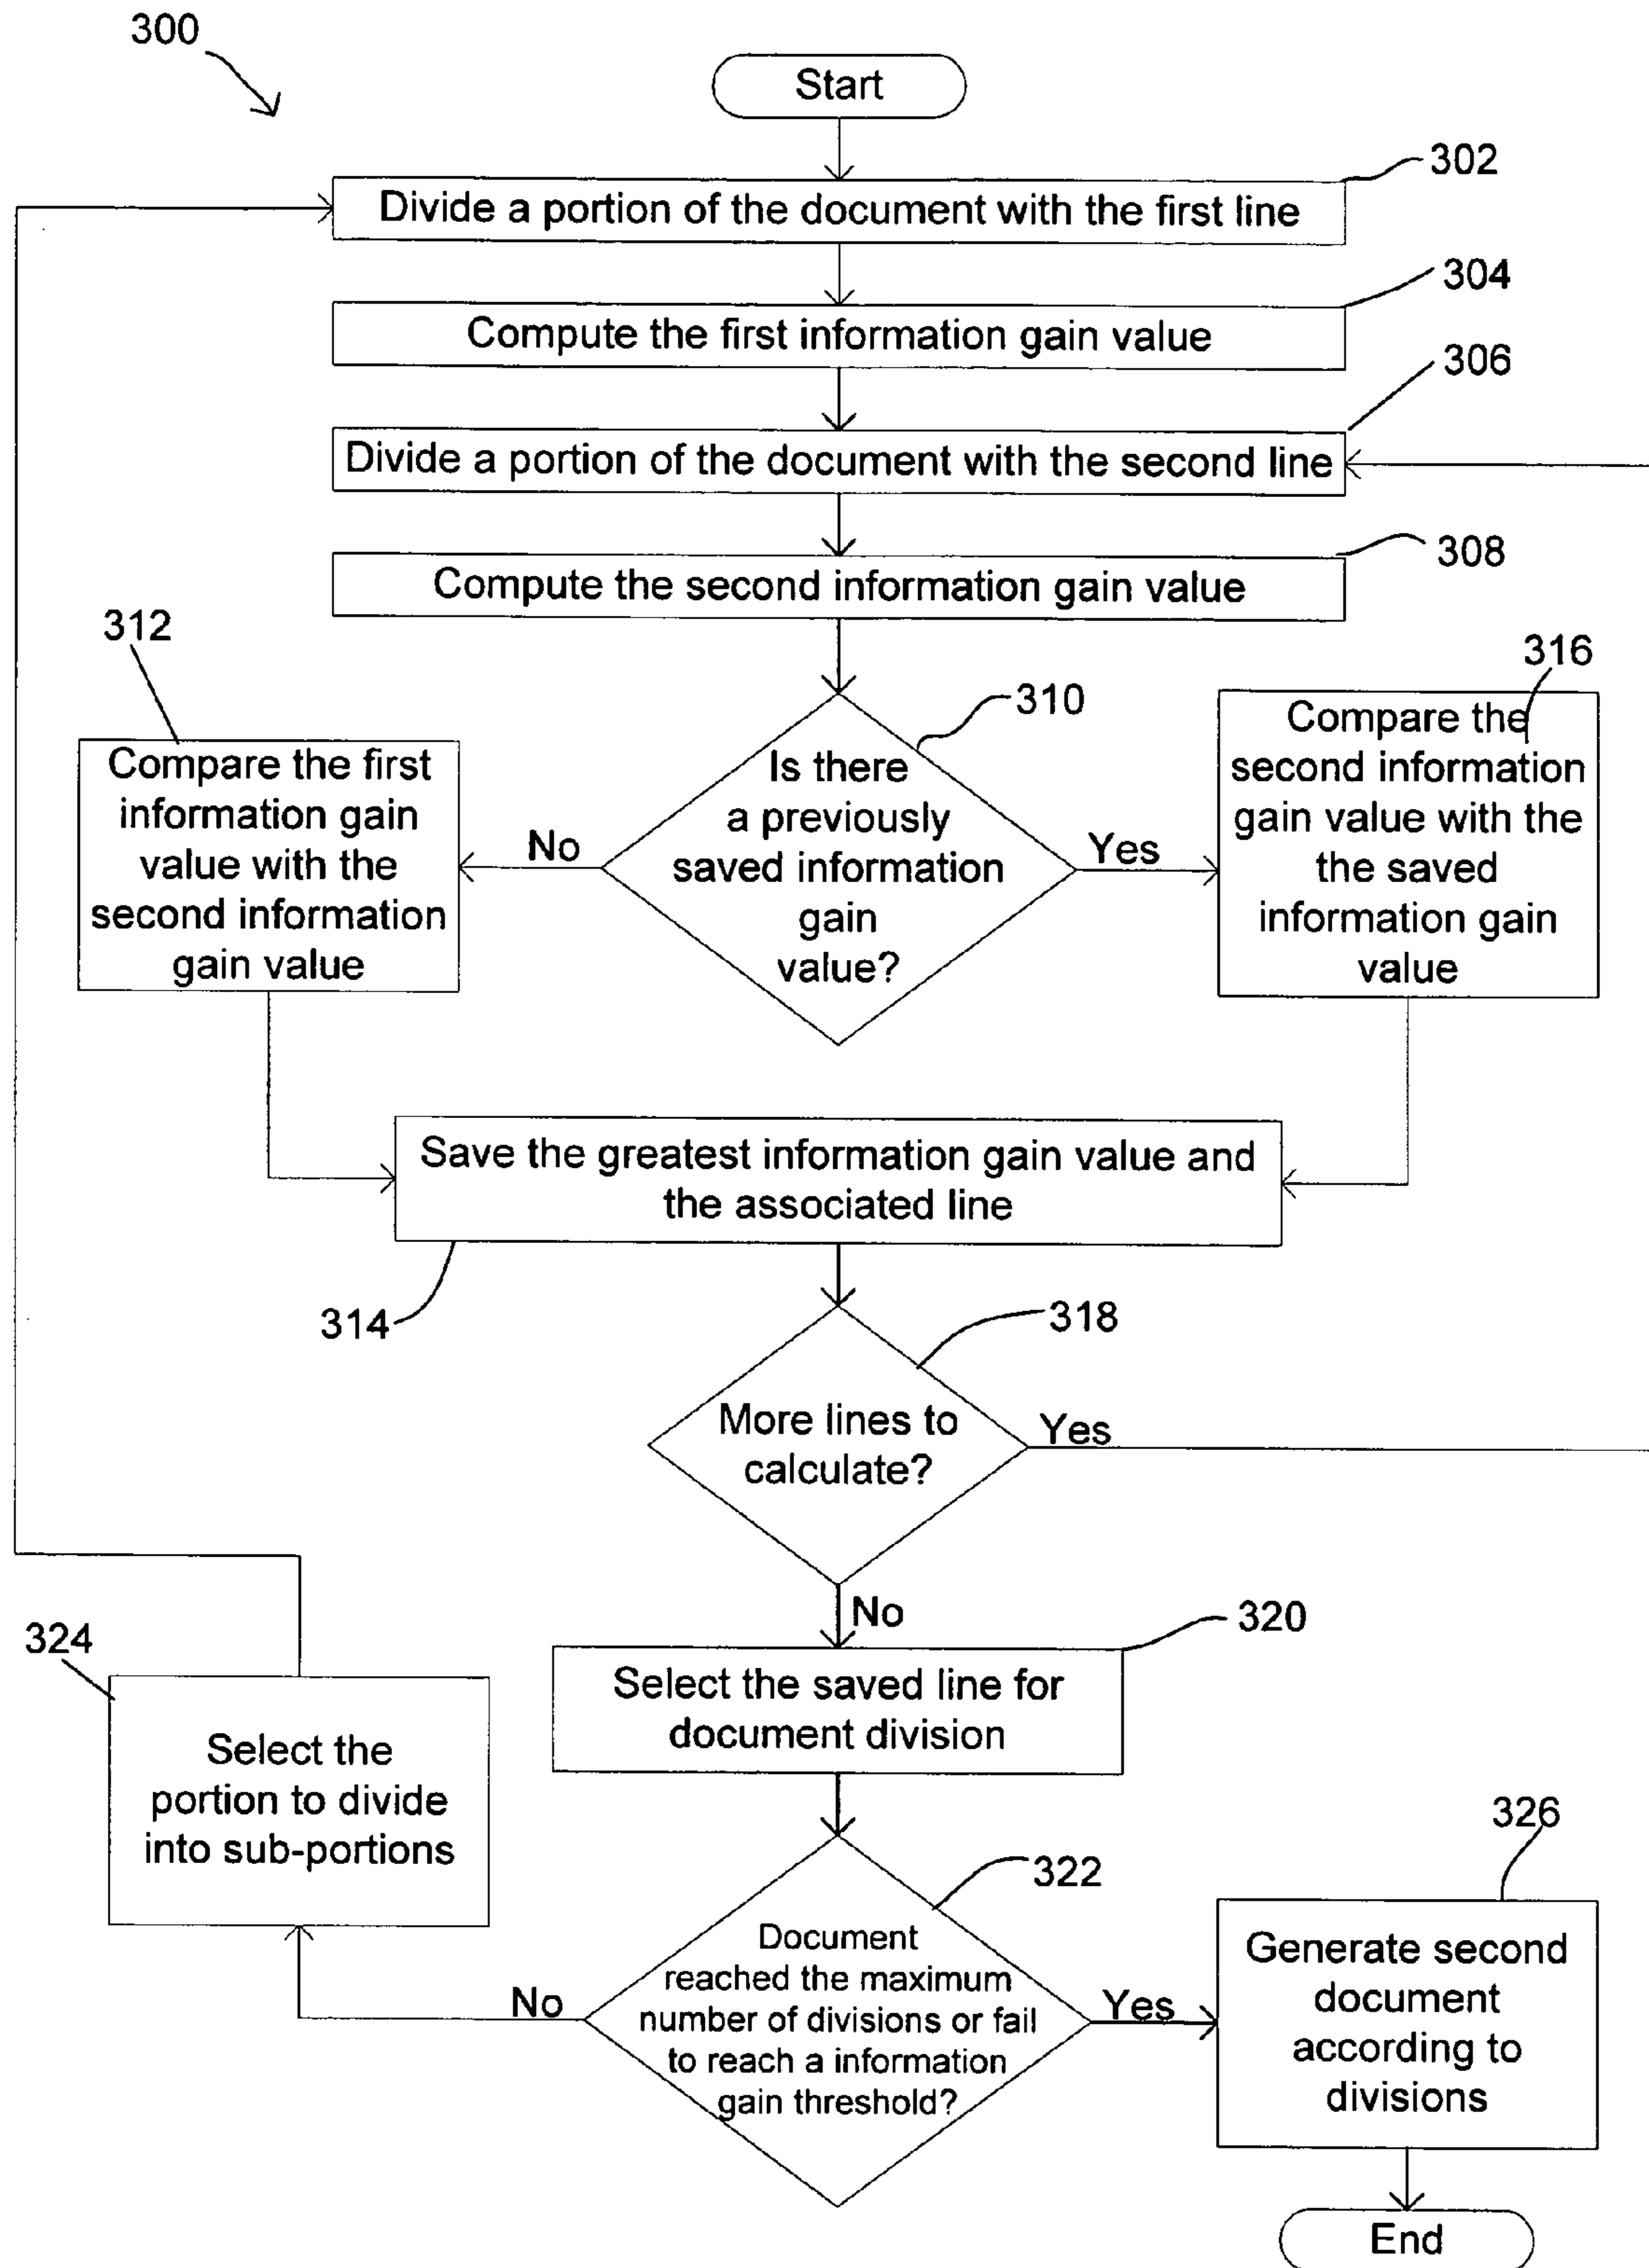 300
Start
302
Divide a portion of the document with the first line
304
Compute the first information gain value
306
Divide a portion of the document with the second line
308
Compute the second information gain value
312
Compare the first
information gain
value with the
second information
gain value
No
310
Is there
a previously
saved information
gain
value?
Yes
316
Compare the
second information
gain value with the
the saved
information gain
value
Save the greatest information gain value and
the associated line
314
318
More lines to
calculate?
Yes
No
320
Select the saved line for
document division
324
Select the
portion to divide
into sub-portions
No
322
Document
reached the maximum
number of divisions or fail
to reach a information
gain threshold?
Yes
326
Generate second
document
according to
divisions
End